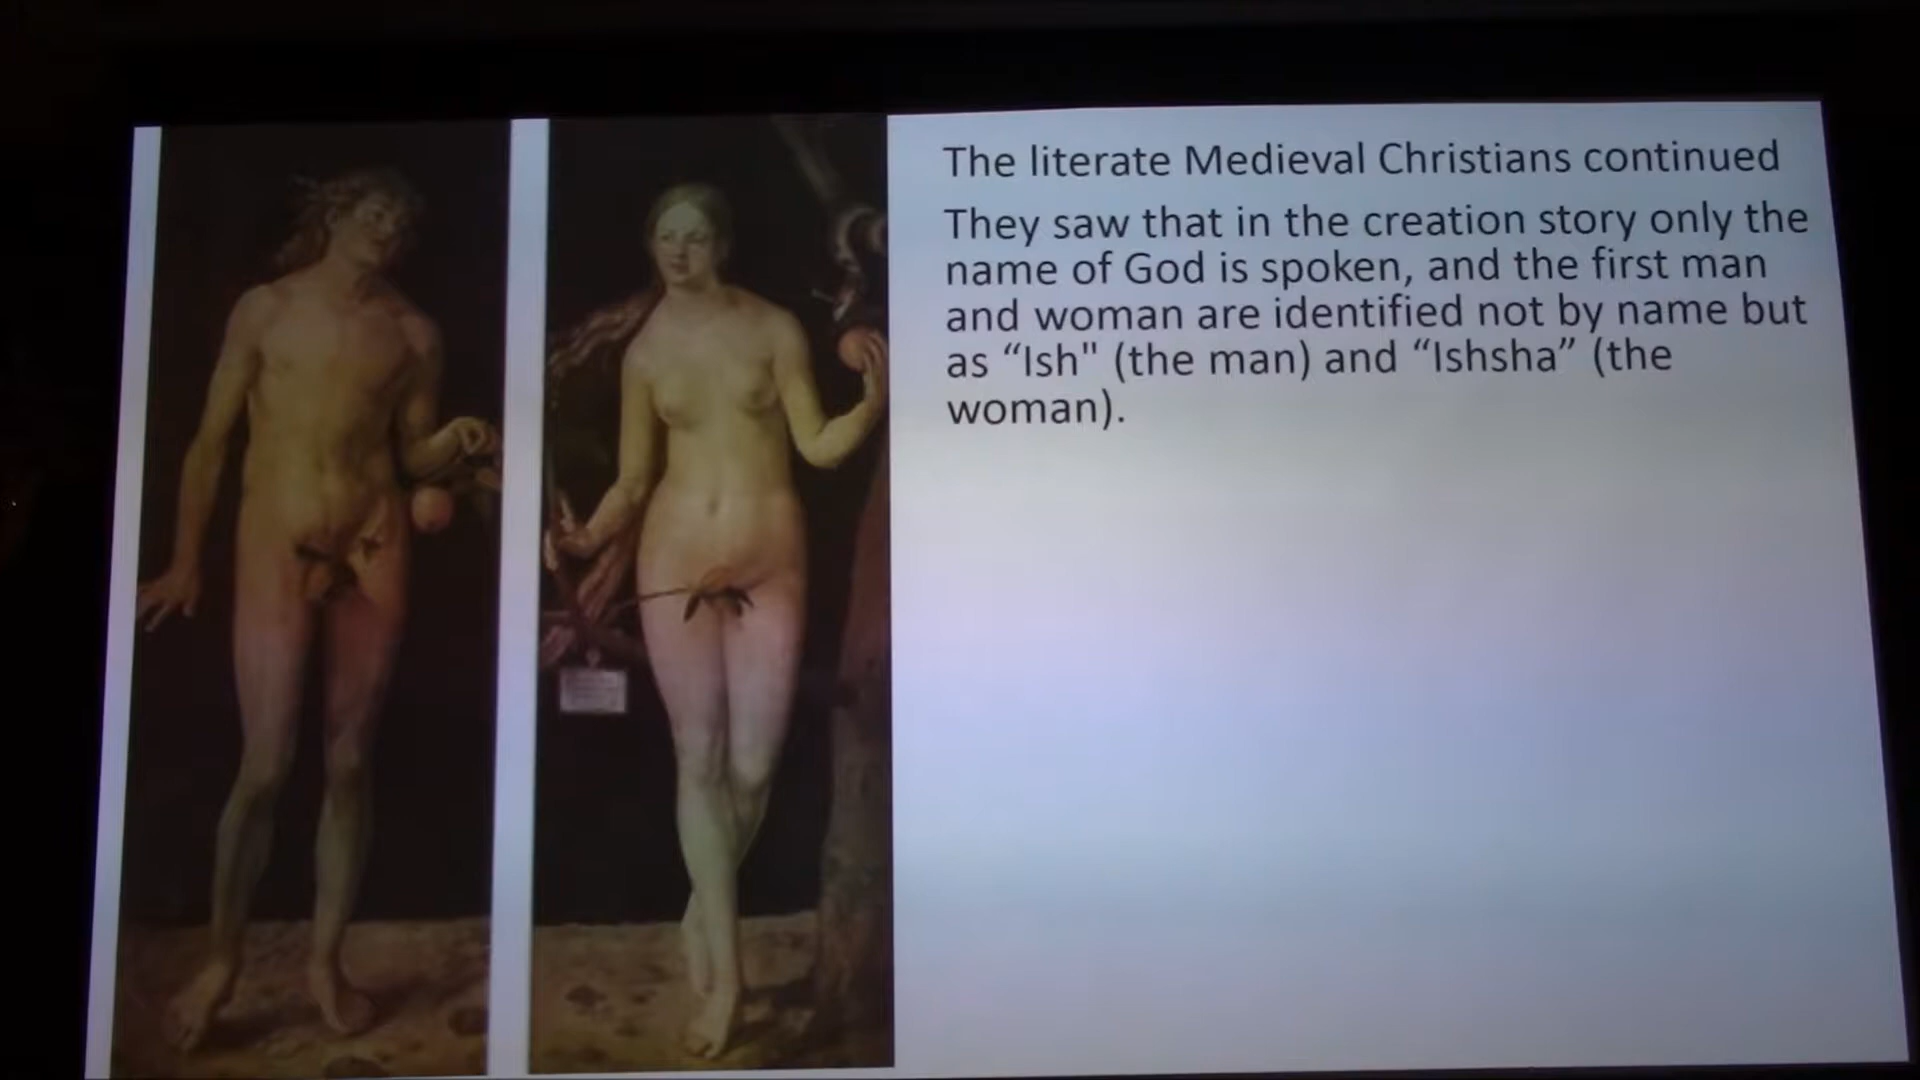 The literate Medieval Christians continued
They saw that in the creation story only the
name of God is spoken, and the first man
and woman are identified not by name but
as “Ish" (the man) and “Ishsha” (the
woman).